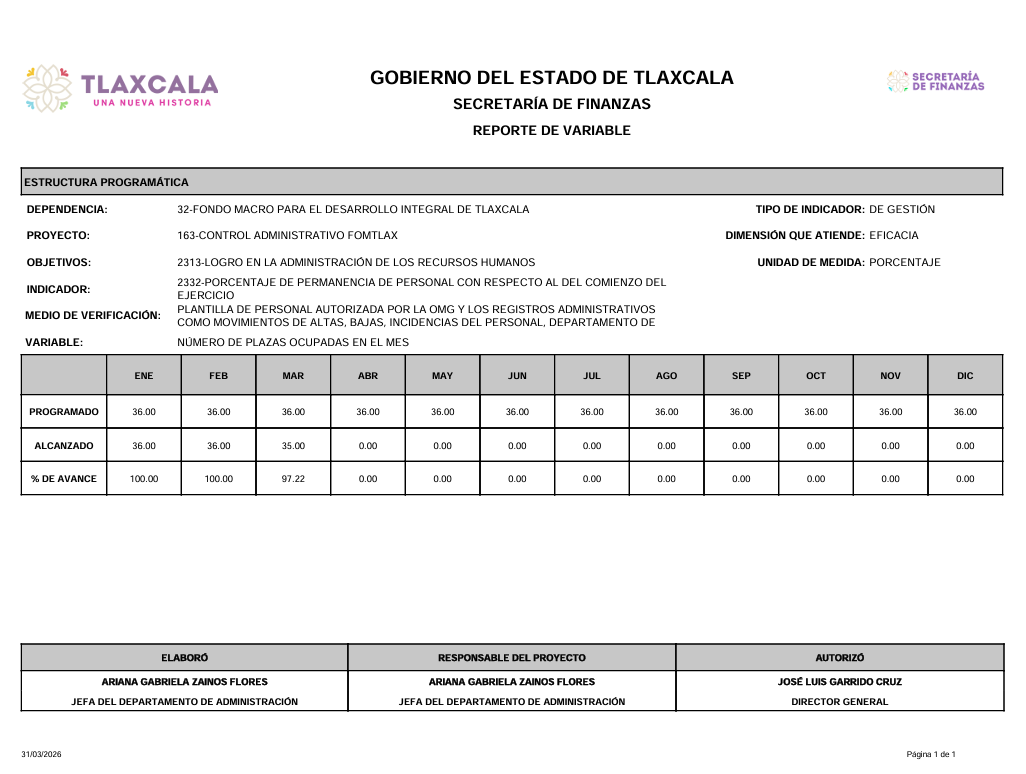 TLAXCALA
UNA NUEVA HISTORIA
GOBIERNO DEL ESTADO DE TLAXCALA
SECRETARÍA DE FINANZAS
REPORTE DE VARIABLE
SECRETARÍA
DE FINANZAS
ESTRUCTURA PROGRAMÁTICA
DEPENDENCIA: 32-FONDO MACRO PARA EL DESARROLLO INTEGRAL DE TLAXCALA TIPO DE INDICADOR: DE GESTIÓN
PROYECTO: 163-CONTROL ADMINISTRATIVO FOMTLAX DIMENSIÓN QUE ATIENDE: EFICACIA
OBJETIVOS: 2313-LOGRO EN LA ADMINISTRACIÓN DE LOS RECURSOS HUMANOS UNIDAD DE MEDIDA: PORCENTAJE
INDICADOR: 2332-PORCENTAJE DE PERMANENCIA DE PERSONAL CON RESPECTO AL DEL COMIENZO DEL
EJERCICIO
MEDIO DE VERIFICACIÓN: PLANTILLA DE PERSONAL AUTORIZADA POR LA OMG Y LOS REGISTROS ADMINISTRATIVOS
COMO MOVIMIENTOS DE ALTAS, BAJAS, INCIDENCIAS DEL PERSONAL, DEPARTAMENTO DE
VARIABLE: NÚMERO DE PLAZAS OCUPADAS EN EL MES
ENE FEB MAR ABR MAY JUN JUL AGO SEP OCT NOV DIC
PROGRAMADO 36.00 36.00 36.00 36.00 36.00 36.00 36.00 36.00 36.00 36.00 36.00 36.00
ALCANZADO 36.00 36.00 35.00 0.00 0.00 0.00 0.00 0.00 0.00 0.00 0.00 0.00
% DE AVANCE 100.00 100.00 97.22 0.00 0.00 0.00 0.00 0.00 0.00 0.00 0.00 0.00
ELABORÓ RESPONSABLE DEL PROYECTO AUTORIZÓ
ARIANA GABRIELA ZAINOS FLORES ARIANA GABRIELA ZAINOS FLORES JOSÉ LUIS GARRIDO CRUZ
JEFA DEL DEPARTAMENTO DE ADMINISTRACIÓN JEFA DEL DEPARTAMENTO DE ADMINISTRACIÓN DIRECTOR GENERAL
31/03/2026 Página 1 de 1